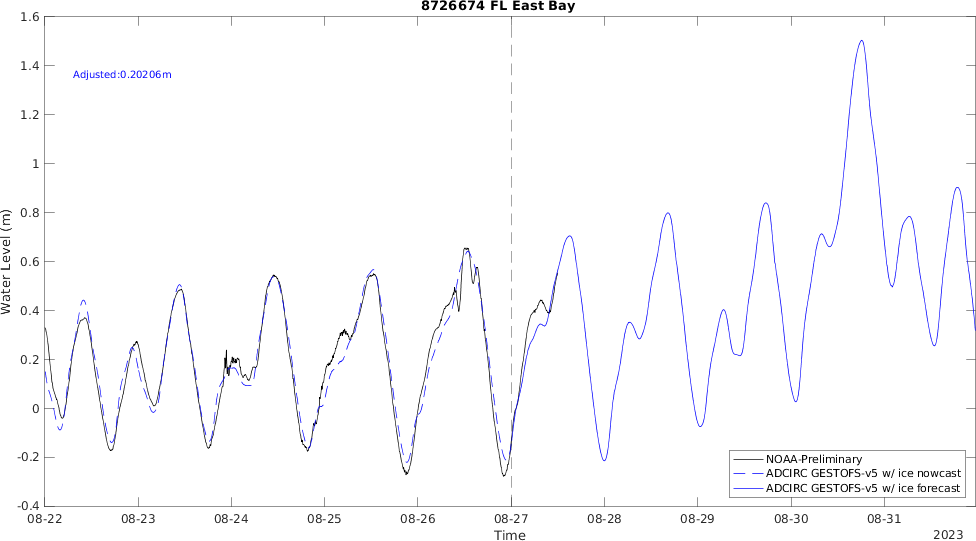 8726674 FL East Bay
1.6
1.4
1.2
1
0.8
0.6
0.4
0.2
0
-0.2
-0.4
Water Level (m)
Adjusted:0.20206m
NOAA-Preliminary
ADCIRC GESTOFS-v5 w/ ice nowcast
ADCIRC GESTOFS-v5 w/ ice forecast
08-22 08-23 08-24 08-25 08-26 08-27 08-28 08-29 08-30 08-31
Time
2023